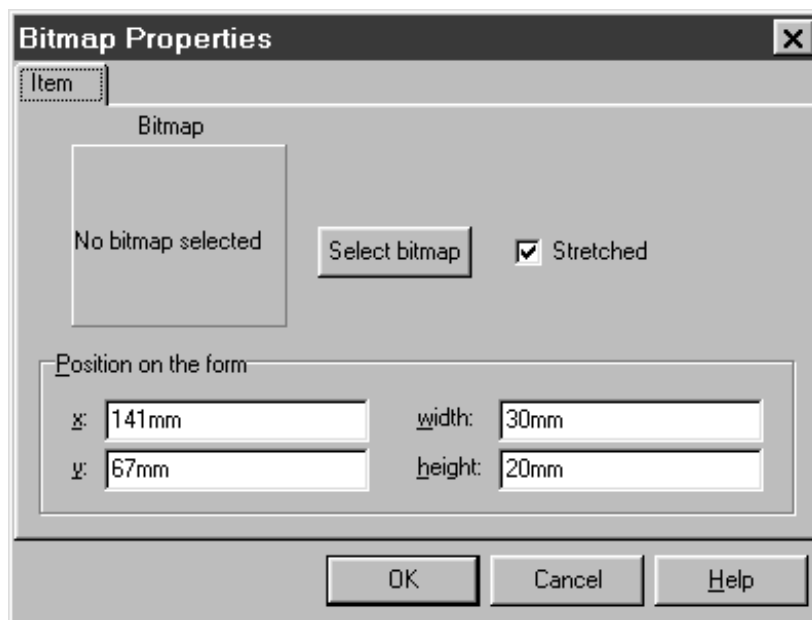 Bitmap Properties
Item
Bitmap
No bitmap selected
Select bitmap
Stretched
Position on the form
x: 141mm width: 30mm
y: 67mm height: 20mm
OK Cancel Help